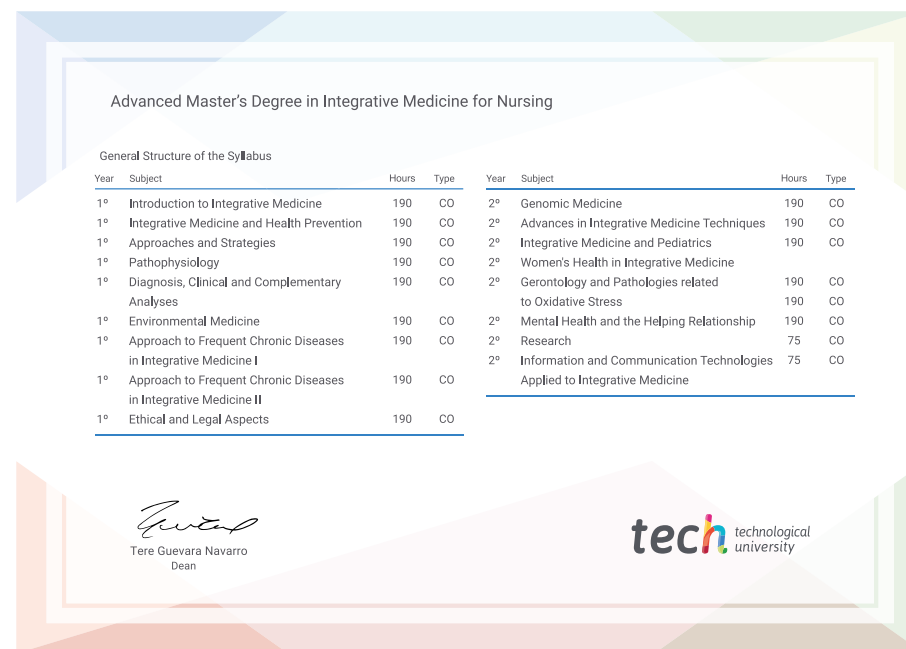 Advanced Master's Degree in Integrative Medicine for Nursing
General Structure of the Syllabus
Year Subject Hours Type
1º Introduction to Integrative Medicine 190 CO
1º Integrative Medicine and Health Prevention 190 CO
1º Approaches and Strategies 190 CO
1º Pathophysiology 190 CO
1º Diagnosis, Clinical and Complementary 190 CO
Analyses
1º Environmental Medicine 190 CO
1º Approach to Frequent Chronic Diseases 190 CO
in Integrative Medicine I
1º Approach to Frequent Chronic Diseases 190 CO
in Integrative Medicine II
1º Ethical and Legal Aspects 190 CO
Year Subject Hours Type
2º Genomic Medicine 190 CO
2º Advances in Integrative Medicine Techniques 190 CO
2º Integrative Medicine and Pediatrics 190 CO
2º Women's Health in Integrative Medicine
2º Gerontology and Pathologies related 190 CO
to Oxidative Stress 190 CO
2º Mental Health and the Helping Relationship 190 CO
2º Research 75 CO
2º Information and Communication Technologies 75 CO
Applied to Integrative Medicine
Tere Guevara Navarro
Dean
tech technological
university